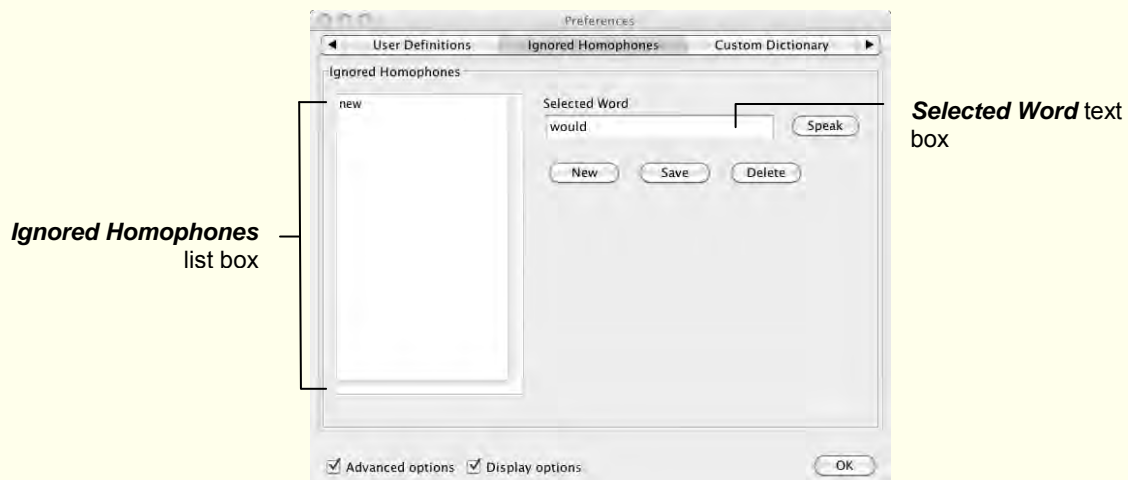 Preferences
User Definitions Ignored Homophones Custom Dictionary
Ignored Homophones
new
Selected Word
would
Speak
New Save Delete
Selected Word text
box
Ignored Homophones
list box
Advanced options Display options
OK